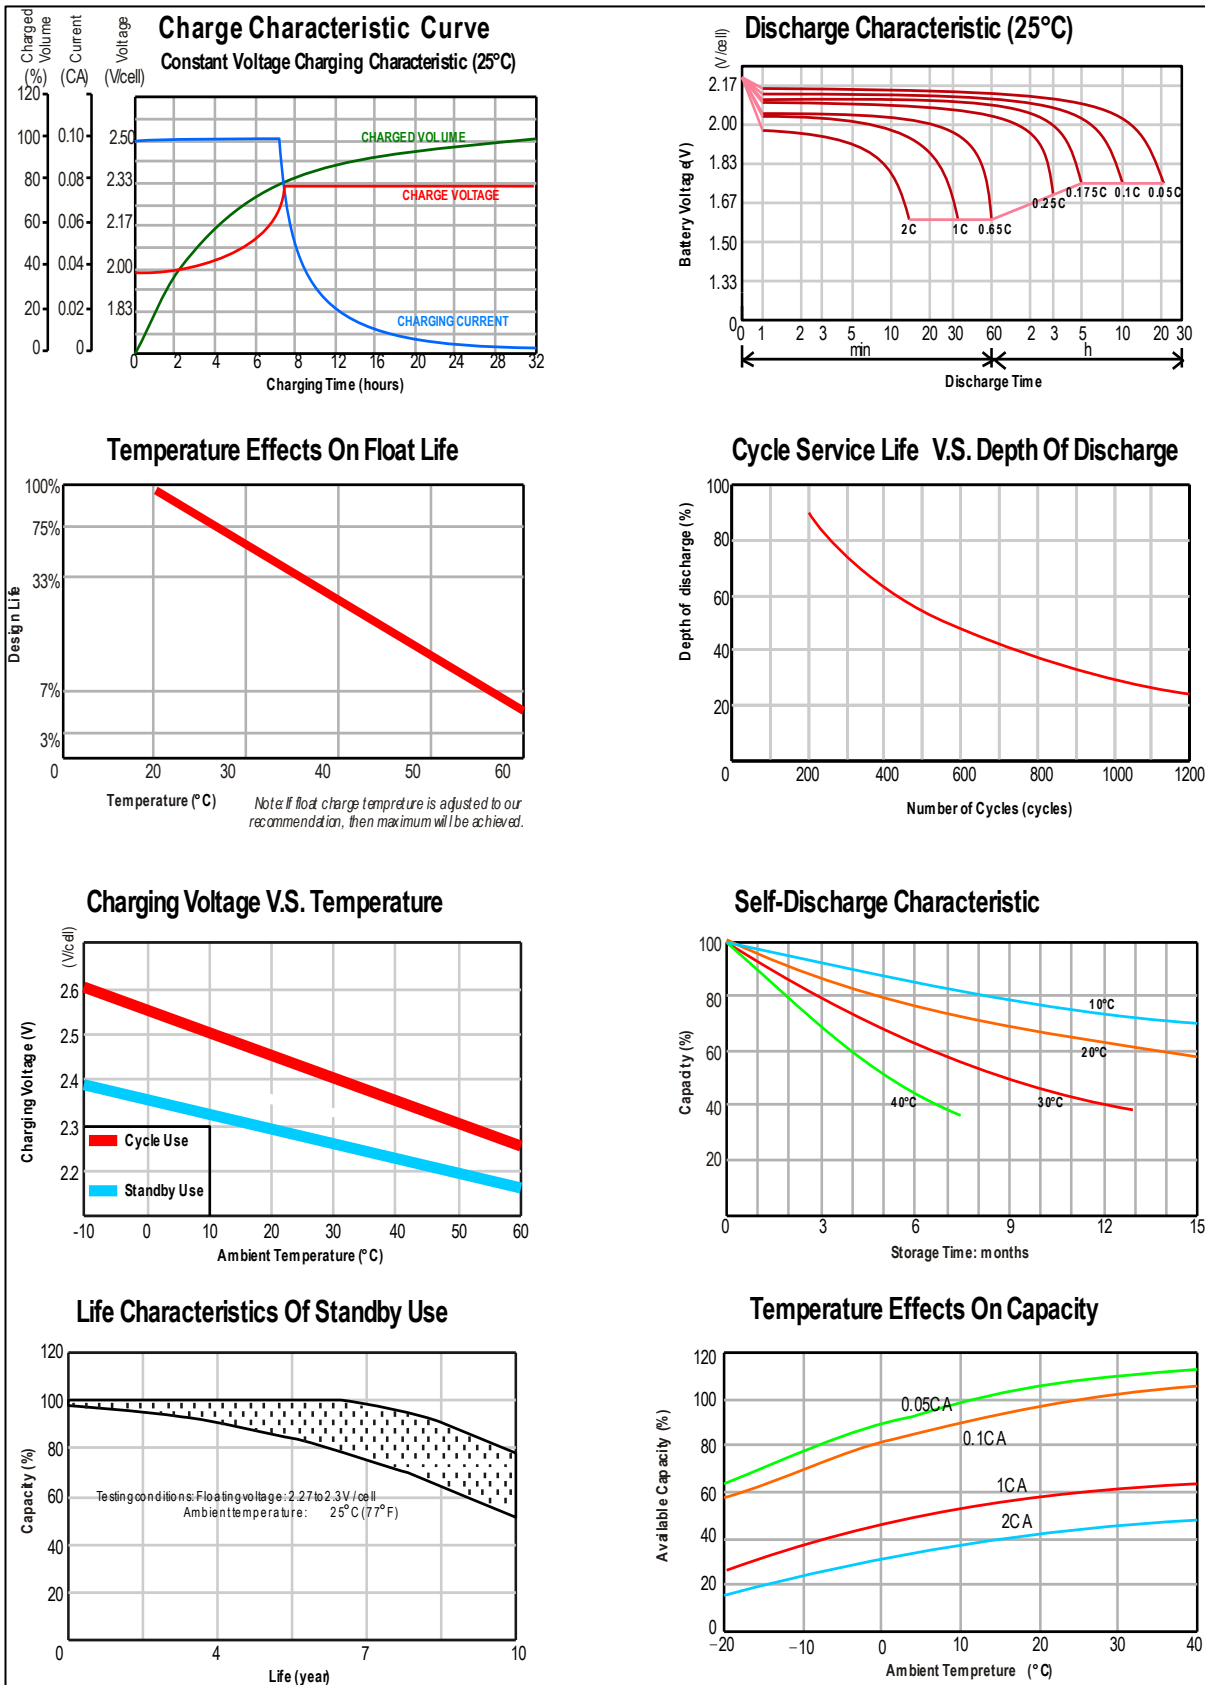 Charge Characteristic Curve
Constant Voltage Charging Characteristic (25°C)
Charged Volume (%)
Current (CA)
Voltage (V/cell)
120
100 0.10 2.50
80 0.08 2.33
60 0.06 2.17
40 0.04 2.00
20 0.02 1.83
0 0
CHARGED VOLUME
CHARGE VOLTAGE
CHARGING CURRENT
0 2 4 6 8 12 16 20 24 28 32
Charging Time (hours)
Discharge Characteristic (25°C)
(V/cell)
Battery Voltage(V)
2.17
2.00
1.83
1.67
1.50
1.33
0
2C 1C 0.65C 0.25C 0.175C 0.1C 0.05C
0 1 2 3 5 10 20 30 60 2 3 5 10 20 30
min h
Discharge Time
Temperature Effects On Float Life
Design Life
100%
75%
33%
7%
3%
0 20 30 40 50 60
Temperature (°C)
Note:If float charge tempreture is adjusted to our
recommendation, then maximum will be achieved.
Cycle Service Life V.S. Depth Of Discharge
Depth of discharge (%)
100
80
60
40
20
0 200 400 600 800 1000 1200
Number of Cycles (cycles)
Charging Voltage V.S. Temperature
(V/cell)
Charging Voltage (V)
2.6
2.5
2.4
2.3
2.2
Cycle Use
Standby Use
-10 0 10 20 30 40 50 60
Ambient Temperature (°C)
Self-Discharge Characteristic
Capacity (%)
100
80
60
40
20
10°C
20°C
30°C
40°C
0 3 6 9 12 15
Storage Time: months
Life Characteristics Of Standby Use
Capacity (%)
120
100
80
60
40
20
Testing conditions: Floating voltage: 2.27 to 2.3V / cell
Ambient temperature: 25°C (77°F)
0 4 7 10
Life (year)
Temperature Effects On Capacity
Available Capacity (%)
120
100
80
60
40
20
0
0.05CA
0.1CA
1CA
2CA
−20 −10 0 10 20 30 40
Ambient Tempreture (°C)